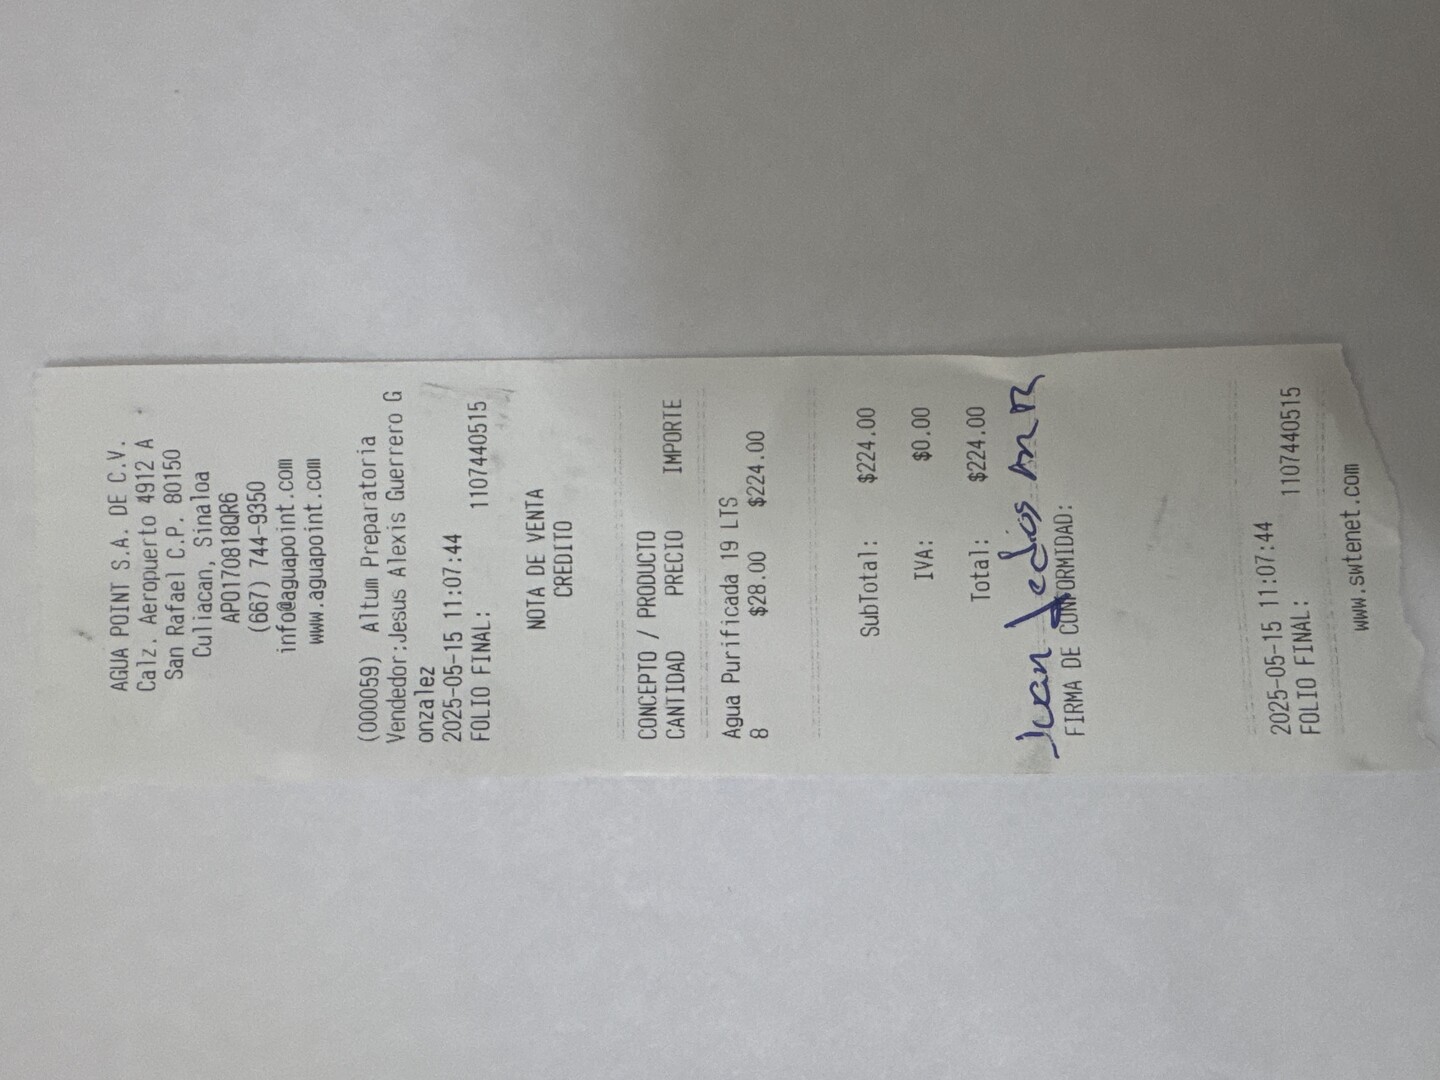 AGUA POINT S.A. DE C.V.
Calz. Aeropuerto 4912 A
San Rafael C.P. 80150
Culiacan, Sinaloa
APO170818QR6
(667) 744-9350
info@aguapoint.com
www.aguapoint.com
(000059) Altum Preparatoria
Vendedor:Jesus Alexis Guerrero G
onzalez
2025-05-15 11:07:44
FOLIO FINAL: 1107440515
NOTA DE VENTA
CREDITO
CONCEPTO / PRODUCTO
CANTIDAD PRECIO IMPORTE
Agua Purificada 19 LTS
8 $28.00 $224.00
SubTotal: $224.00
IVA: $0.00
Total: $224.00
Juan
FIRMA DE CONFORMIDAD:
2025-05-15 11:07:44
FOLIO FINAL: 1107440515
www.swtenet.com